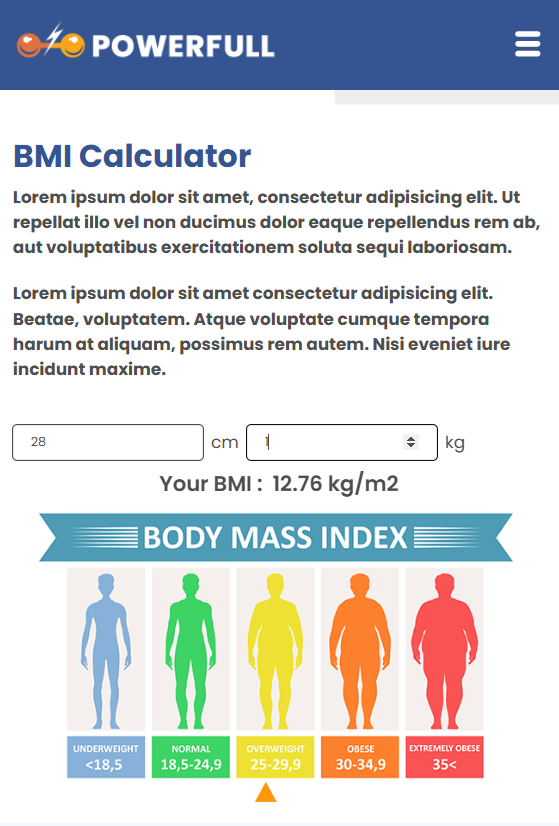 POWERFULL
BMI Calculator
Lorem ipsum dolor sit amet, consectetur adipisicing elit. Ut
repellat illo vel non ducimus dolor eaque repellendus rem ab,
aut voluptatibus exercitationem soluta sequi laboriosam.
Lorem ipsum dolor sit amet consectetur adipisicing elit.
Beatae, voluptatem. Atque voluptate cumque tempora
harum at aliquam, possimus rem autem. Nisi eveniet iure
incidunt maxime.
28 cm 1 kg
Your BMI : 12.76 kg/m2
BODY MASS INDEX
UNDERWEIGHT NORMAL OVERWEIGHT OBESE EXTREMELY OBESE
<18,5 18,5-24,9 25-29,9 30-34,9 35<